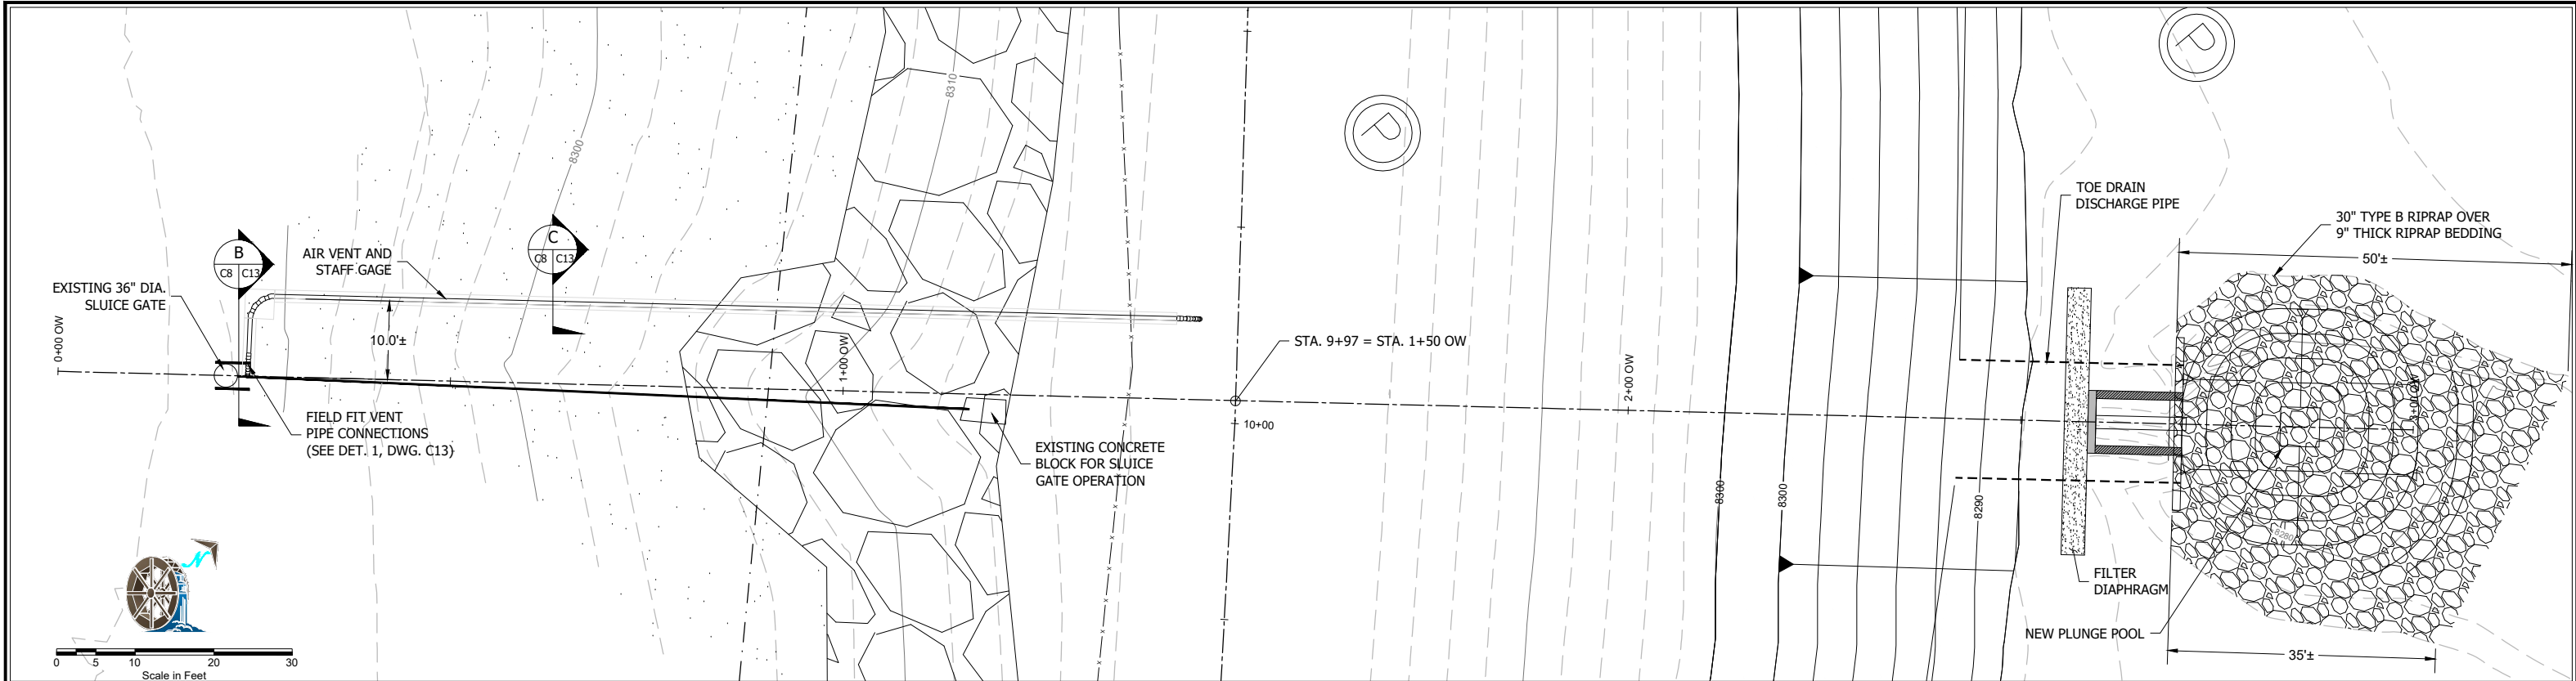 8310
8300
B
C8 C13
C
C8 C13
AIR VENT AND
STAFF GAGE
EXISTING 36" DIA.
SLUICE GATE
0+00 OW
10.0'±
FIELD FIT VENT
PIPE CONNECTIONS
(SEE DET. 1, DWG. C13)
1+00 OW
EXISTING CONCRETE
BLOCK FOR SLUICE
GATE OPERATION
STA. 9+97 = STA. 1+50 OW
10+00
2+00 OW
8300
8300
8290
P
P
TOE DRAIN
DISCHARGE PIPE
30" TYPE B RIPRAP OVER
9" THICK RIPRAP BEDDING
50'±
3+00 OW
8280
FILTER
DIAPHRAGM
NEW PLUNGE POOL
35'±
N
0 5 10 20 30
Scale in Feet